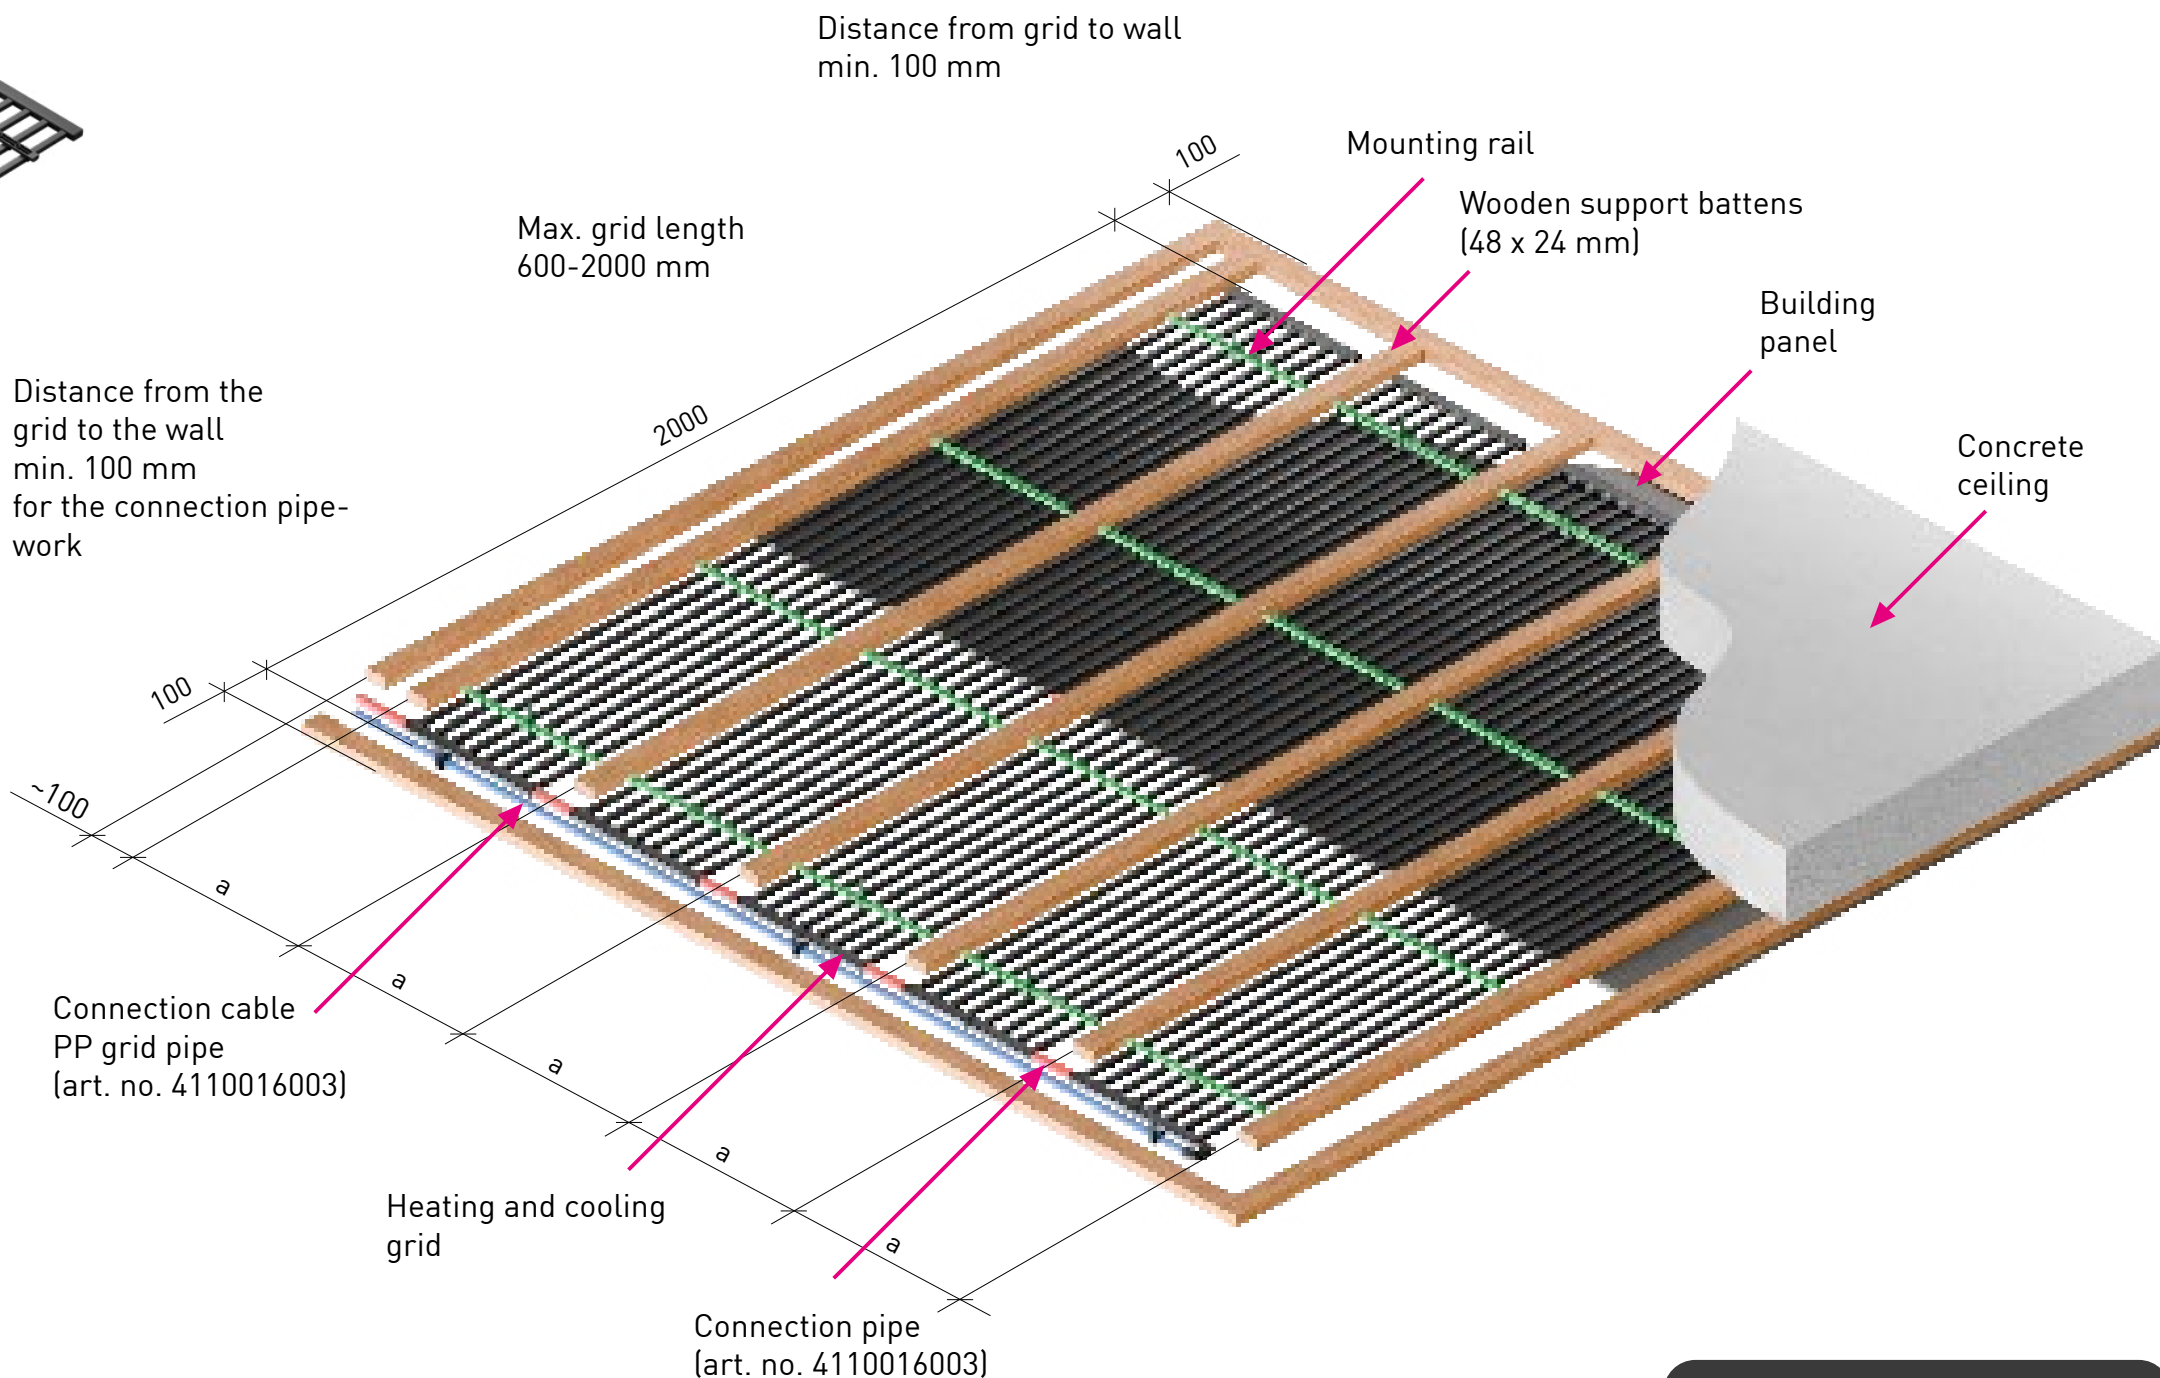 Distance from grid to wall
min. 100 mm
100
Mounting rail
Wooden support battens
(48 x 24 mm)
Max. grid length
600-2000 mm
Building
panel
Distance from the
grid to the wall
min. 100 mm
for the connection pipe-
work
2000
Concrete
ceiling
100
~100
a
a
a
a
a
Connection cable
PP grid pipe
(art. no. 4110016003)
Heating and cooling
grid
Connection pipe
(art. no. 4110016003)